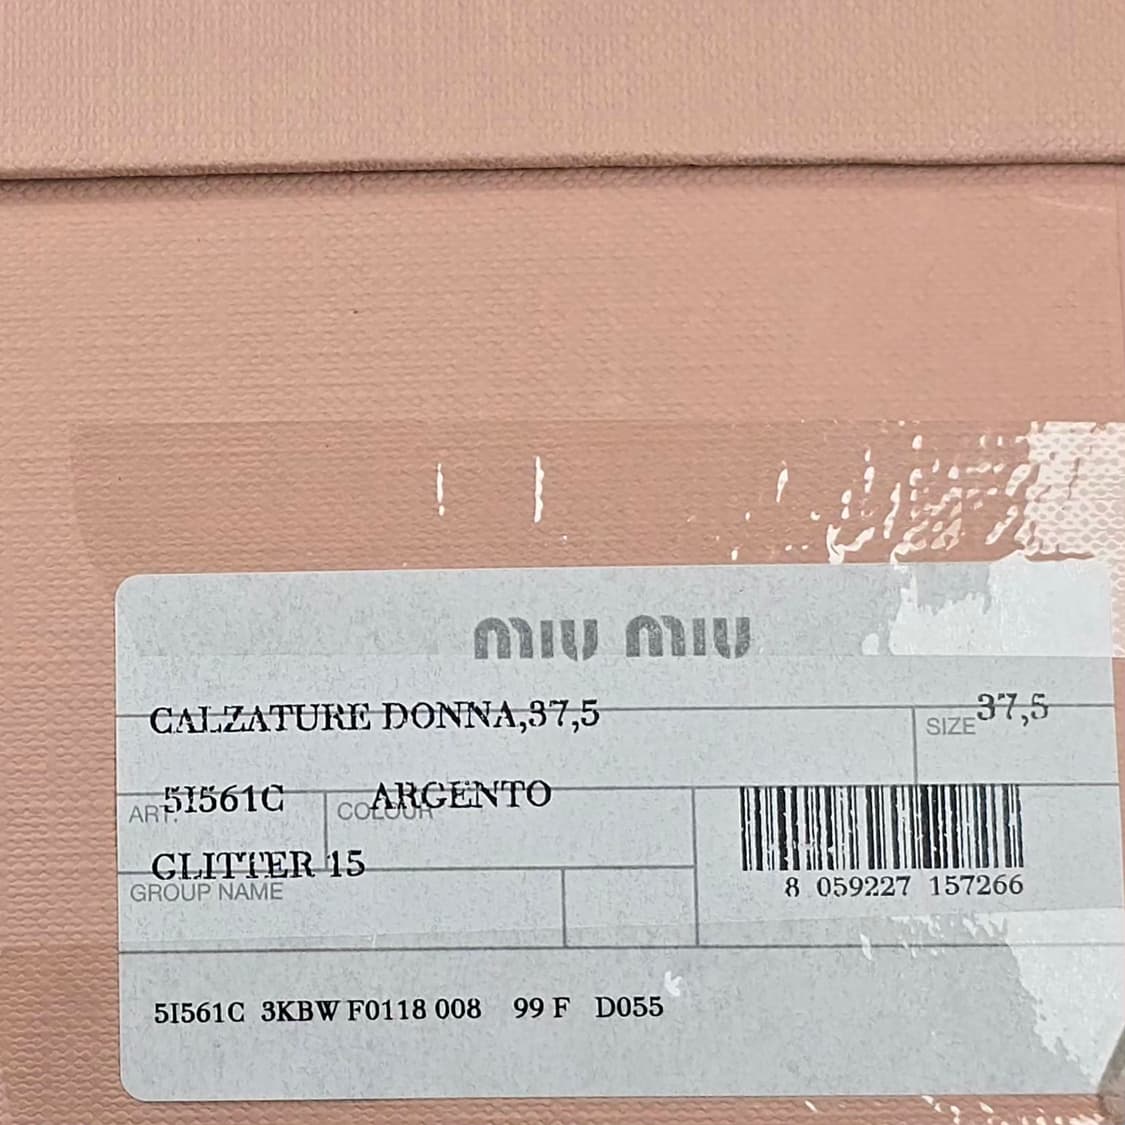 miu miu
CALZATURE DONNA,37,5
SIZE 37,5
ART. 5I561C COLOUR ARGENTO
GLITTER 15
GROUP NAME
8 059227 157266
5I561C 3KBW F0118 008 99 F D055